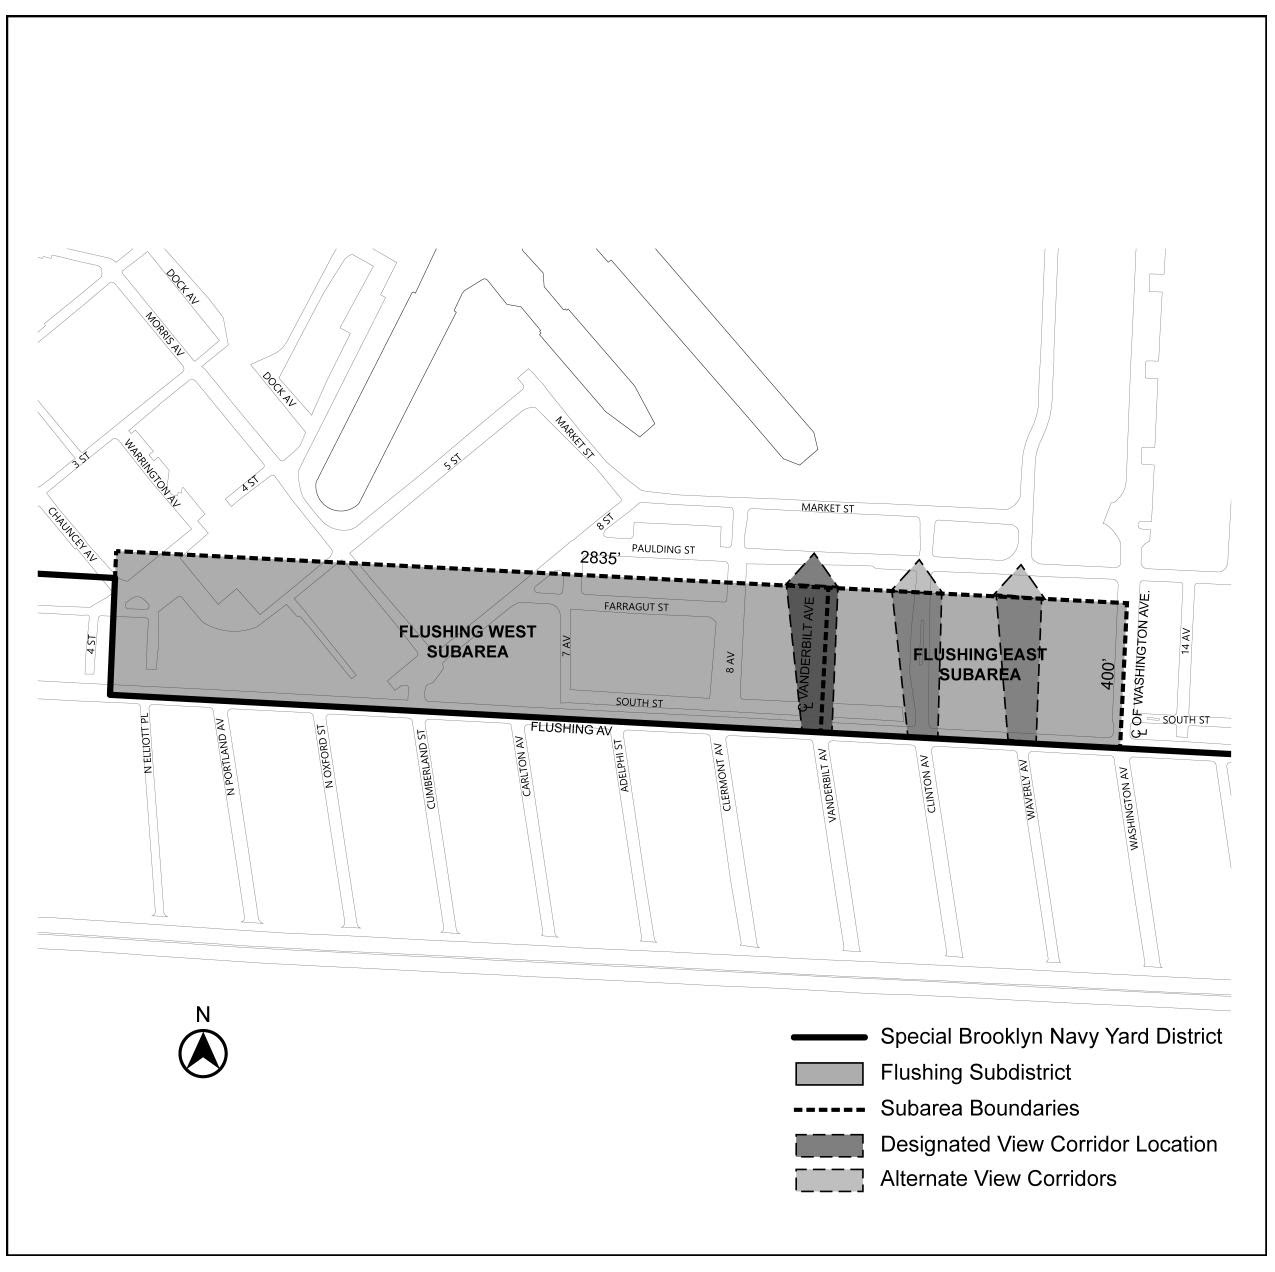 DOCK AV
MORRIS AV
DOCK AV
MARKET ST
3 ST
WARRINGTON AV
4 ST
5 ST
CHAUNCEY AV
8 ST
MARKET ST
PAULDING ST
2835'
FARRAGUT ST
FLUSHING WEST
SUBAREA
4 ST
7 AV
8 AV
℄ VANDERBILT AVE
FLUSHING EAST
SUBAREA
400'
℄ OF WASHINGTON AVE.
14 AV
SOUTH ST
SOUTH ST
FLUSHING AV
N ELLIOTT PL
N PORTLAND AV
N OXFORD ST
CUMBERLAND ST
CARLTON AV
ADELPHI ST
CLERMONT AV
VANDERBILT AV
CLINTON AV
WAVERLY AV
WASHINGTON AV
N
Special Brooklyn Navy Yard District
Flushing Subdistrict
Subarea Boundaries
Designated View Corridor Location
Alternate View Corridors